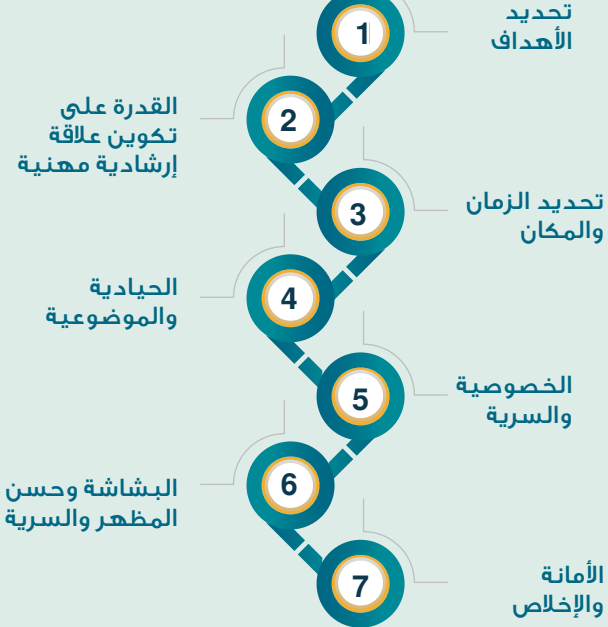 1
تحديد
الأهداف
2
القدرة على
تكوين علاقة
إرشادية مهنية
3
تحديد الزمان
والمكان
4
الحيادية
والموضوعية
5
الخصوصية
والسرية
6
البشاشة وحسن
المظهر والسرية
7
الأمانة
والإخلاص